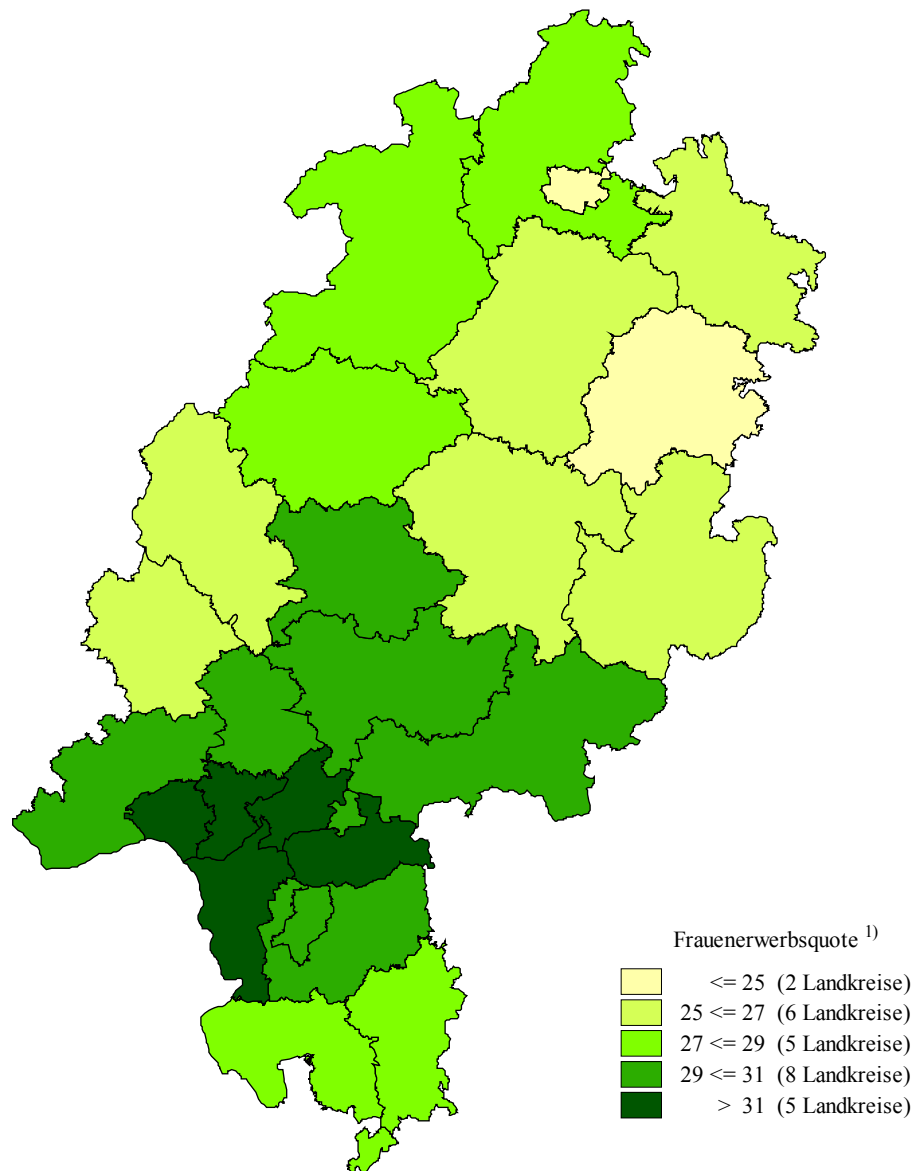 Frauenerwerbsquote 1)
<= 25 (2 Landkreise)
25 <= 27 (6 Landkreise)
27 <= 29 (5 Landkreise)
29 <= 31 (8 Landkreise)
> 31 (5 Landkreise)